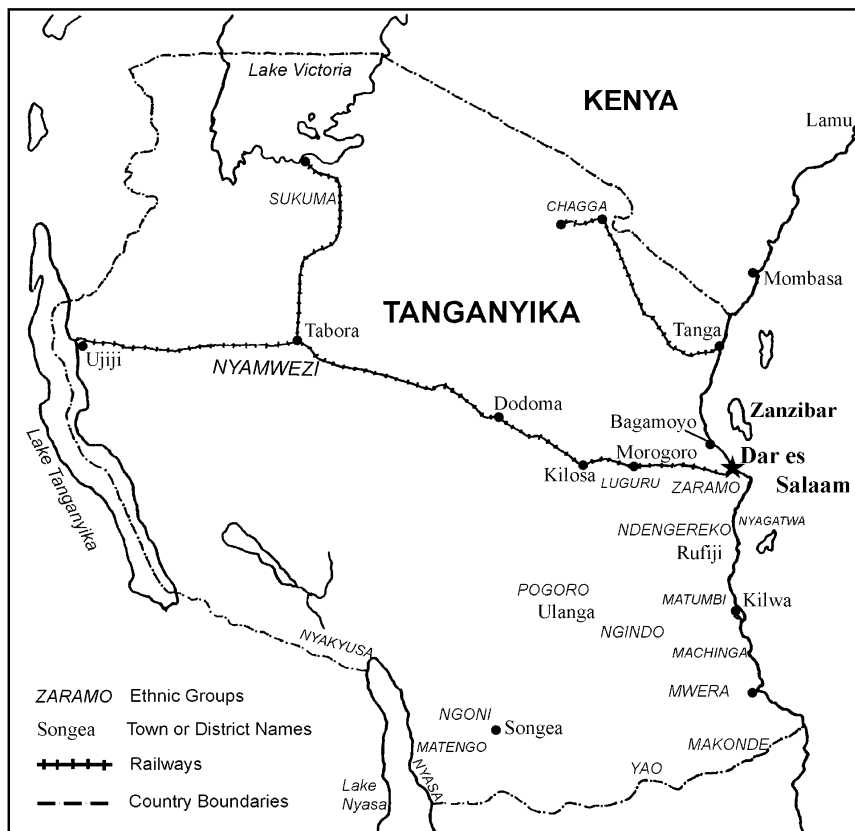 Lake Victoria
KENYA
Lamu
SUKUMA
CHAGGA
Mombasa
TANGANYIKA
Tabora
Tanga
Ujiji
NYAMWEZI
Dodoma
Zanzibar
Bagamoyo
Lake Tanganyika
Kilosa
Morogoro
Dar es
Salaam
LUGURU
ZARAMO
NDENGEREKO
NYAGATWA
Rufiji
POGORO
Ulanga
MATUMBI
Kilwa
NGINDO
NYAKYUSA
MACHINGA
MWERA
NGONI
Songea
MATENGO
MAKONDE
NYASA
YAO
Lake
Nyasa
ZARAMO Ethnic Groups
Songea Town or District Names
Railways
Country Boundaries